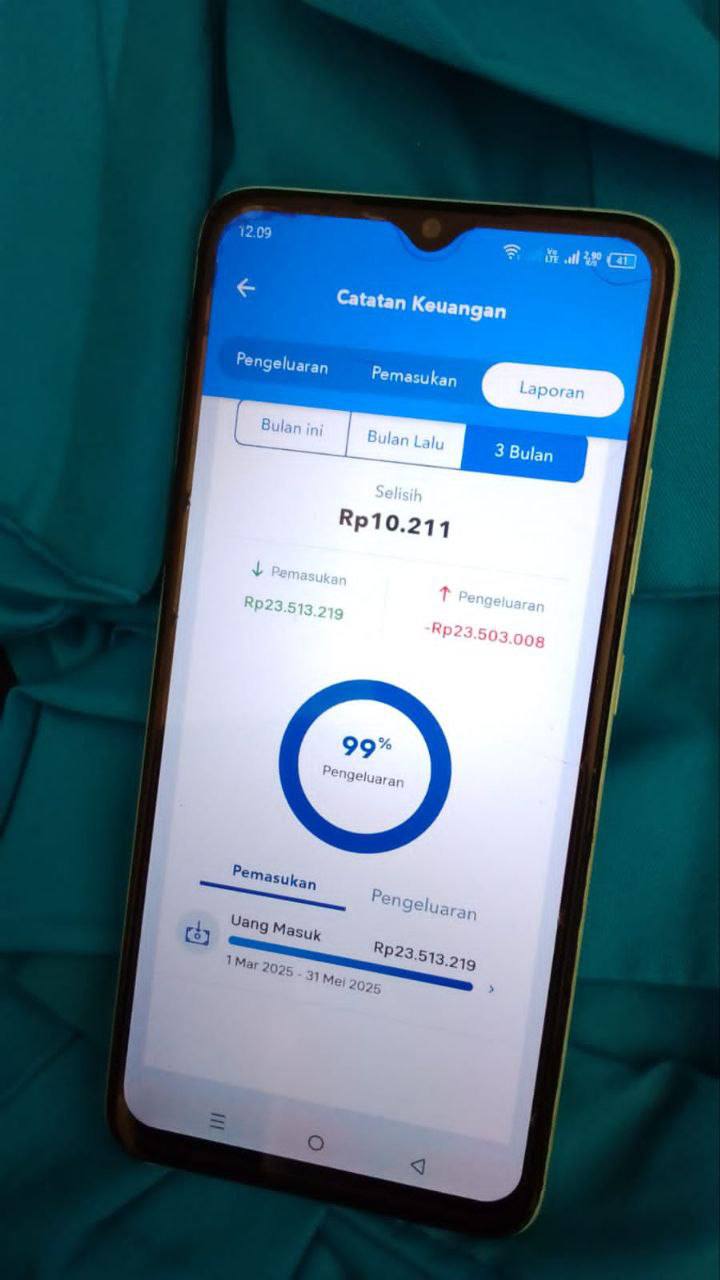 12.09
Vo LTE 2,90 K/s 41
Catatan Keuangan
Pengeluaran Pemasukan Laporan
Bulan ini Bulan Lalu 3 Bulan
Selisih
Rp10.211
↓ Pemasukan ↑ Pengeluaran
Rp23.513.219 -Rp23.503.008
99%
Pengeluaran
Pemasukan Pengeluaran
Uang Masuk Rp23.513.219
1 Mar 2025 - 31 Mei 2025